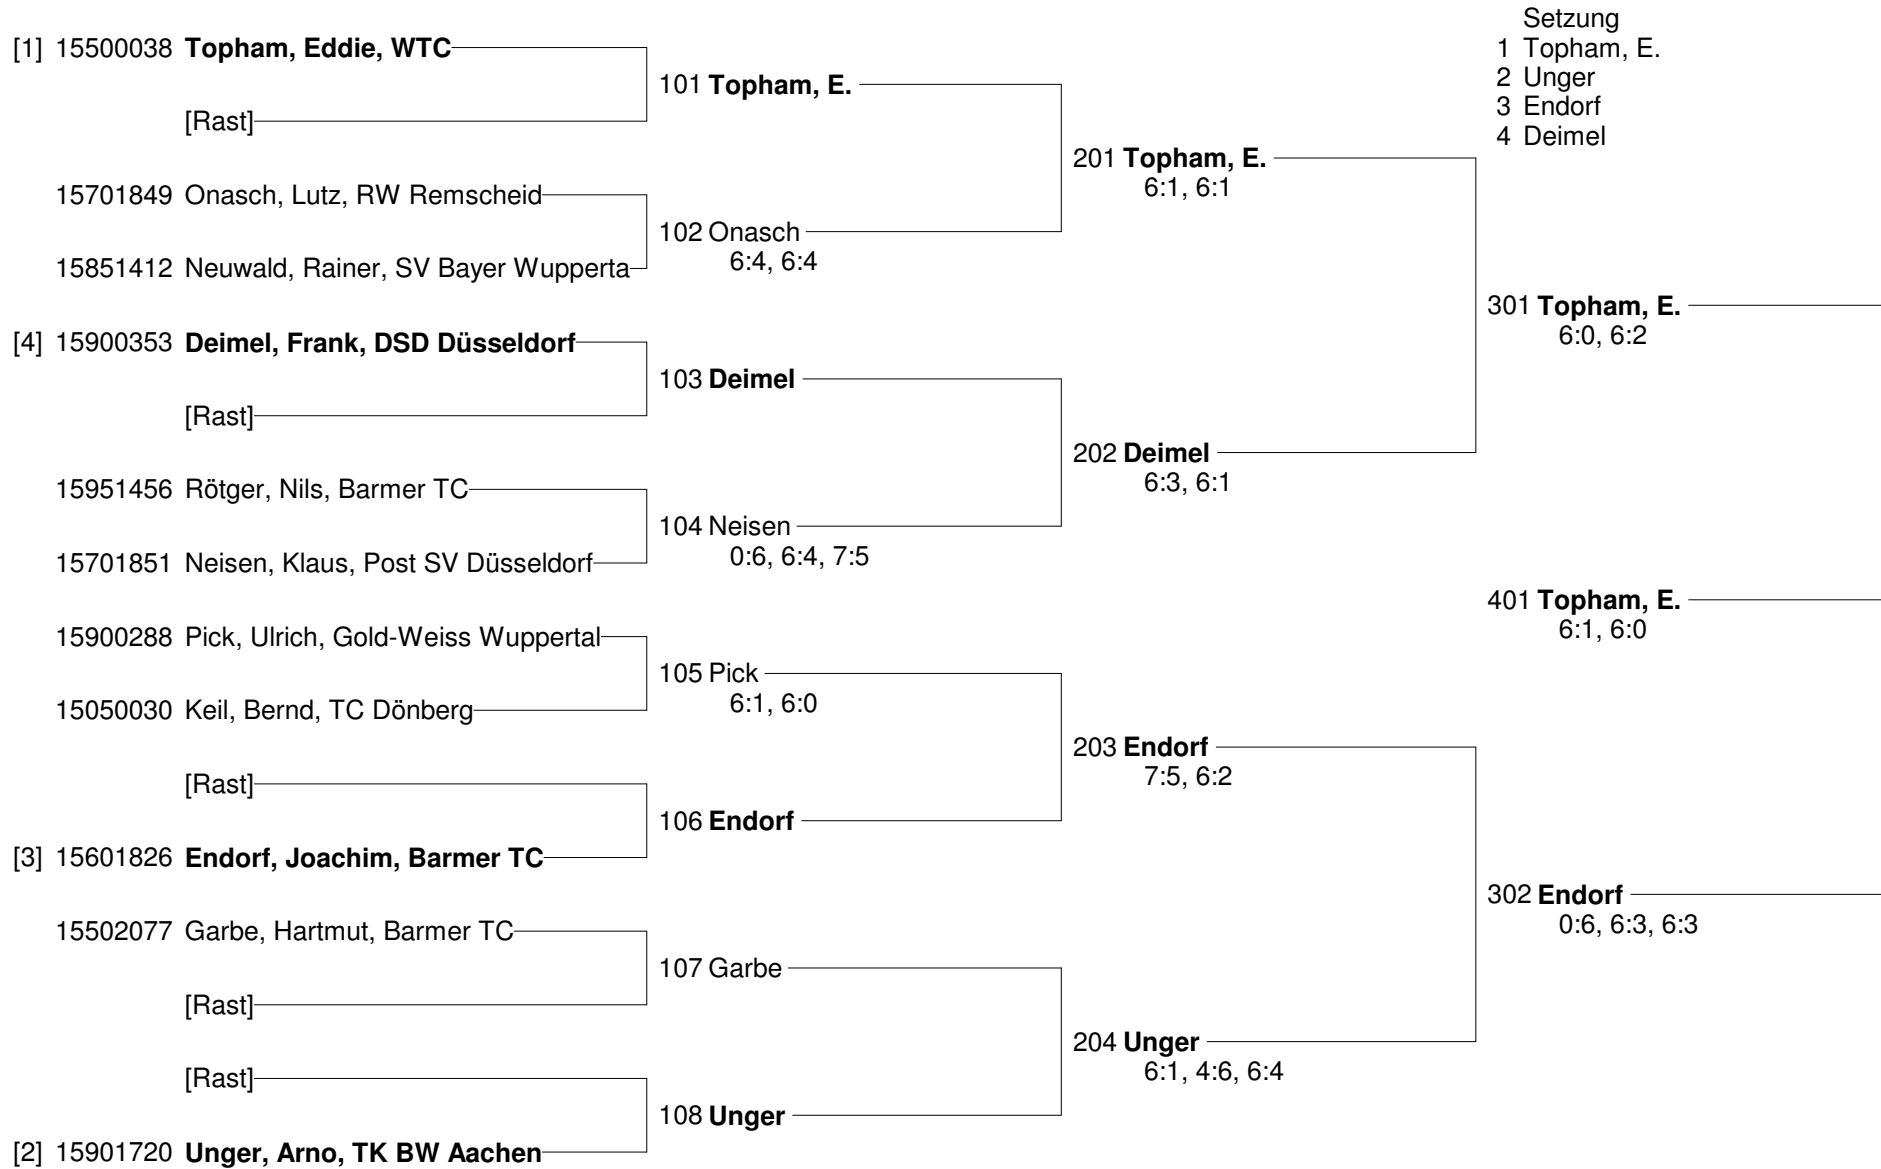 Setzung
1 Topham, E.
2 Unger
3 Endorf
4 Deimel
[1] 15500038 Topham, Eddie, WTC
[Rast]
15701849 Onasch, Lutz, RW Remscheid
15851412 Neuwald, Rainer, SV Bayer Wupperta
[4] 15900353 Deimel, Frank, DSD Düsseldorf
[Rast]
15951456 Rötger, Nils, Barmer TC
15701851 Neisen, Klaus, Post SV Düsseldorf
15900288 Pick, Ulrich, Gold-Weiss Wuppertal
15050030 Keil, Bernd, TC Dönberg
[Rast]
[3] 15601826 Endorf, Joachim, Barmer TC
15502077 Garbe, Hartmut, Barmer TC
[Rast]
[Rast]
[2] 15901720 Unger, Arno, TK BW Aachen
101 Topham, E.
102 Onasch
6:4, 6:4
103 Deimel
104 Neisen
0:6, 6:4, 7:5
105 Pick
6:1, 6:0
106 Endorf
107 Garbe
108 Unger
201 Topham, E.
6:1, 6:1
202 Deimel
6:3, 6:1
203 Endorf
7:5, 6:2
204 Unger
6:1, 4:6, 6:4
301 Topham, E.
6:0, 6:2
401 Topham, E.
6:1, 6:0
302 Endorf
0:6, 6:3, 6:3